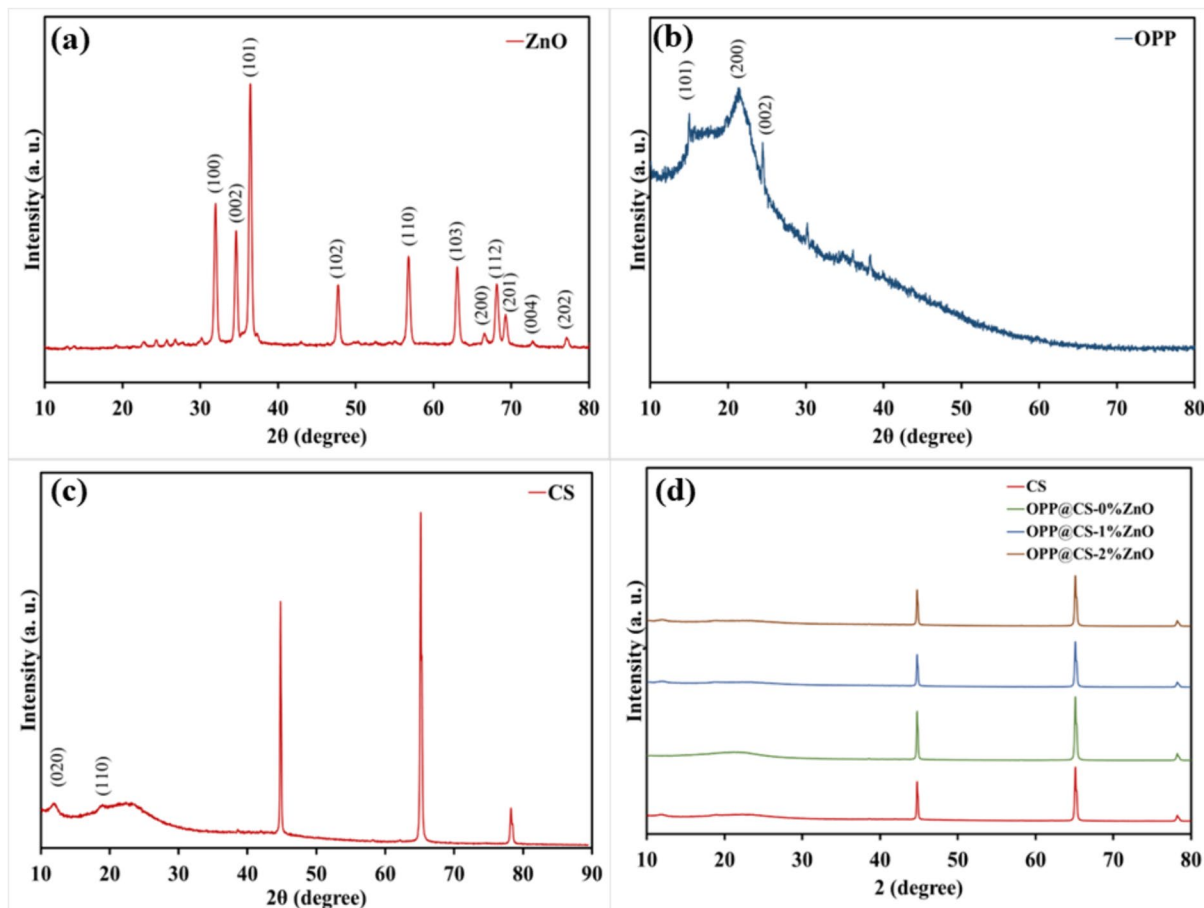 (a)
ZnO
(101)
(100)
(002)
(102)
(110)
(103)
(200)
(112)
(201)
(004)
(202)
Intensity (a. u.)
10 20 30 40 50 60 70 80
2θ (degree)
(b)
OPP
(101)
(200)
(002)
Intensity (a. u.)
10 20 30 40 50 60 70 80
2θ (degree)
(c)
CS
(020)
(110)
Intensity (a. u.)
10 20 30 40 50 60 70 80 90
2θ (degree)
(d)
CS
OPP@CS-0%ZnO
OPP@CS-1%ZnO
OPP@CS-2%ZnO
Intensity (a. u.)
10 20 30 40 50 60 70 80
2 (degree)